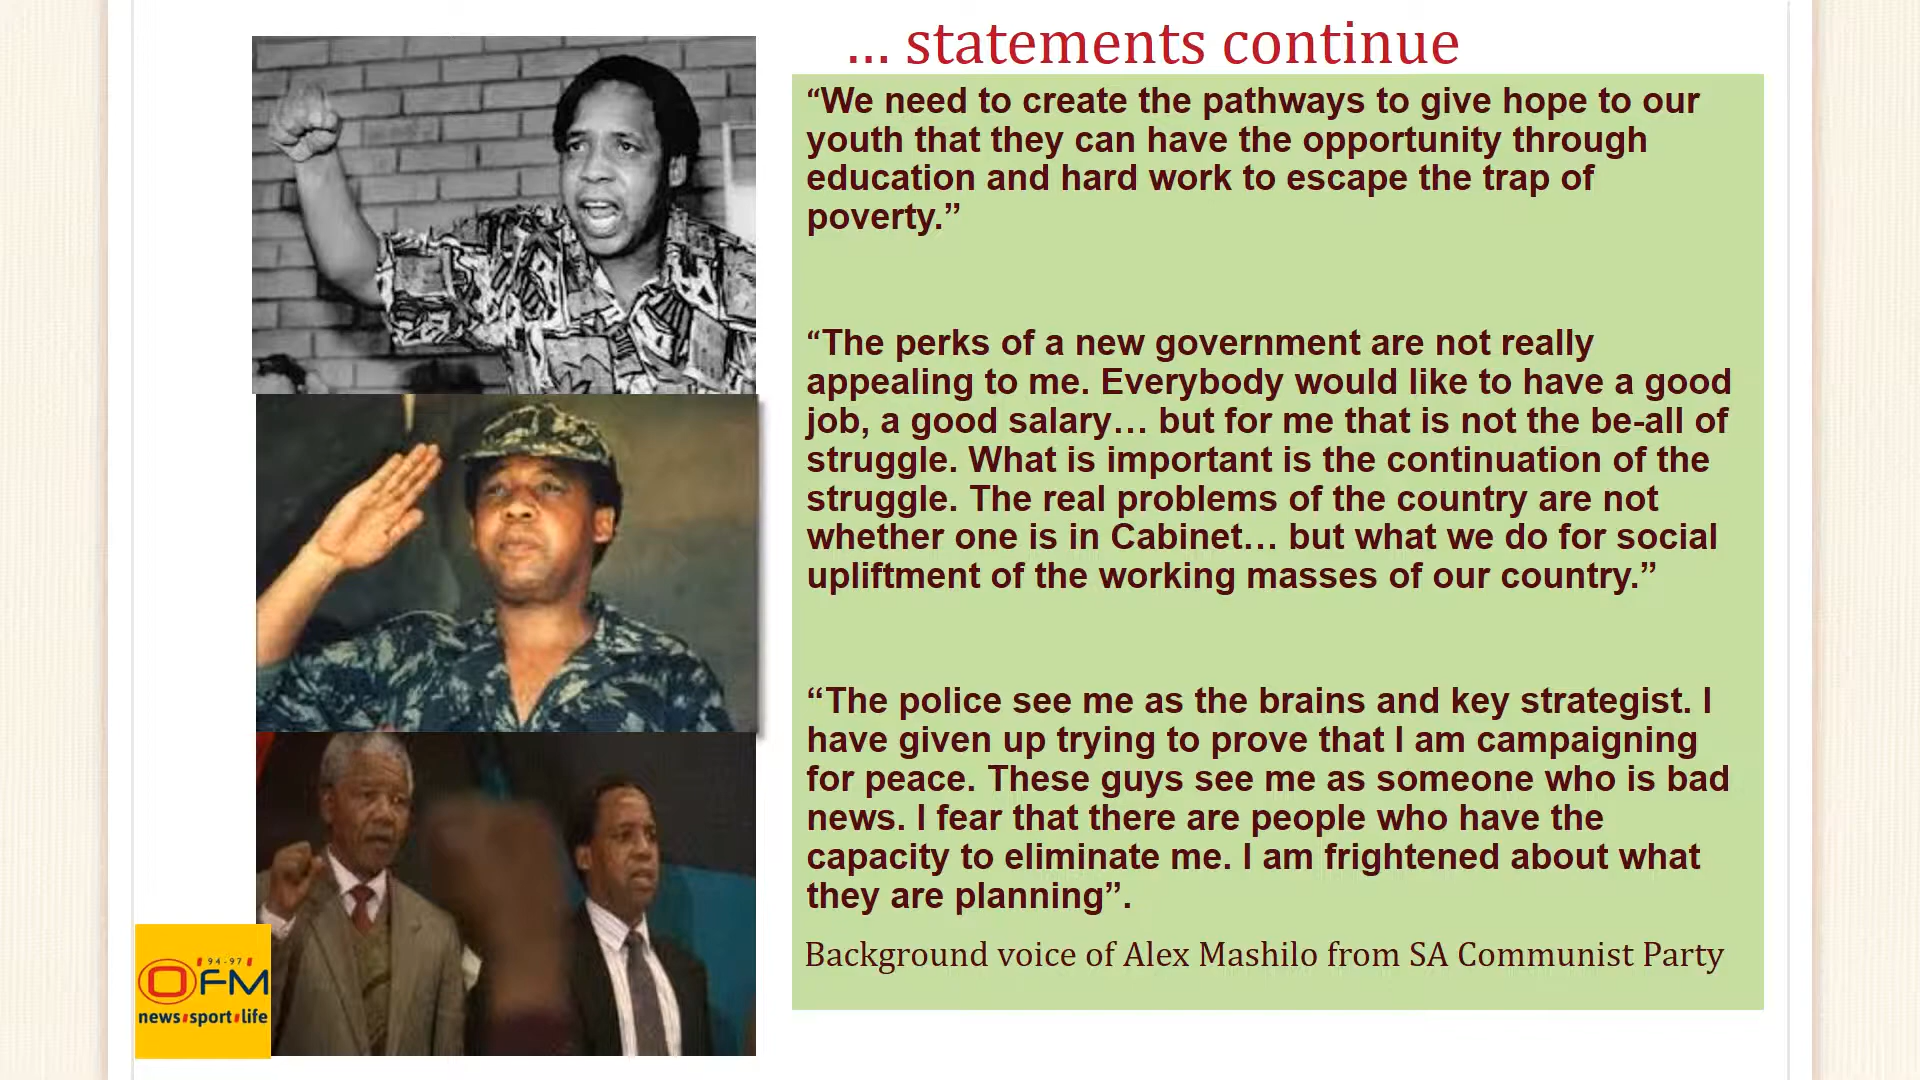 ... statements continue
“We need to create the pathways to give hope to our
youth that they can have the opportunity through
education and hard work to escape the trap of
poverty.”
“The perks of a new government are not really
appealing to me. Everybody would like to have a good
job, a good salary… but for me that is not the be-all of
struggle. What is important is the continuation of the
struggle. The real problems of the country are not
whether one is in Cabinet… but what we do for social
upliftment of the working masses of our country.”
“The police see me as the brains and key strategist. I
have given up trying to prove that I am campaigning
for peace. These guys see me as someone who is bad
news. I fear that there are people who have the
capacity to eliminate me. I am frightened about what
they are planning”.
Background voice of Alex Mashilo from SA Communist Party
94-97
OFM
news sport life